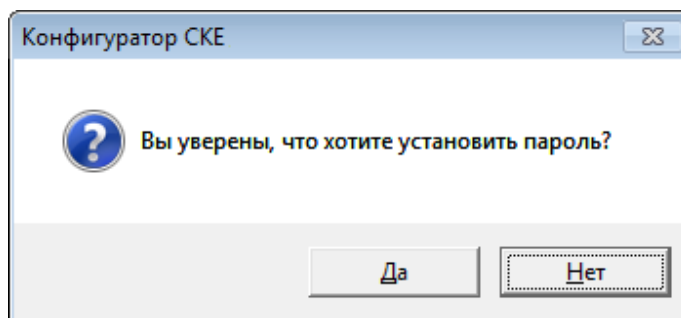 Конфигуратор СКЕ
Вы уверены, что хотите установить пароль?
Да
Нет